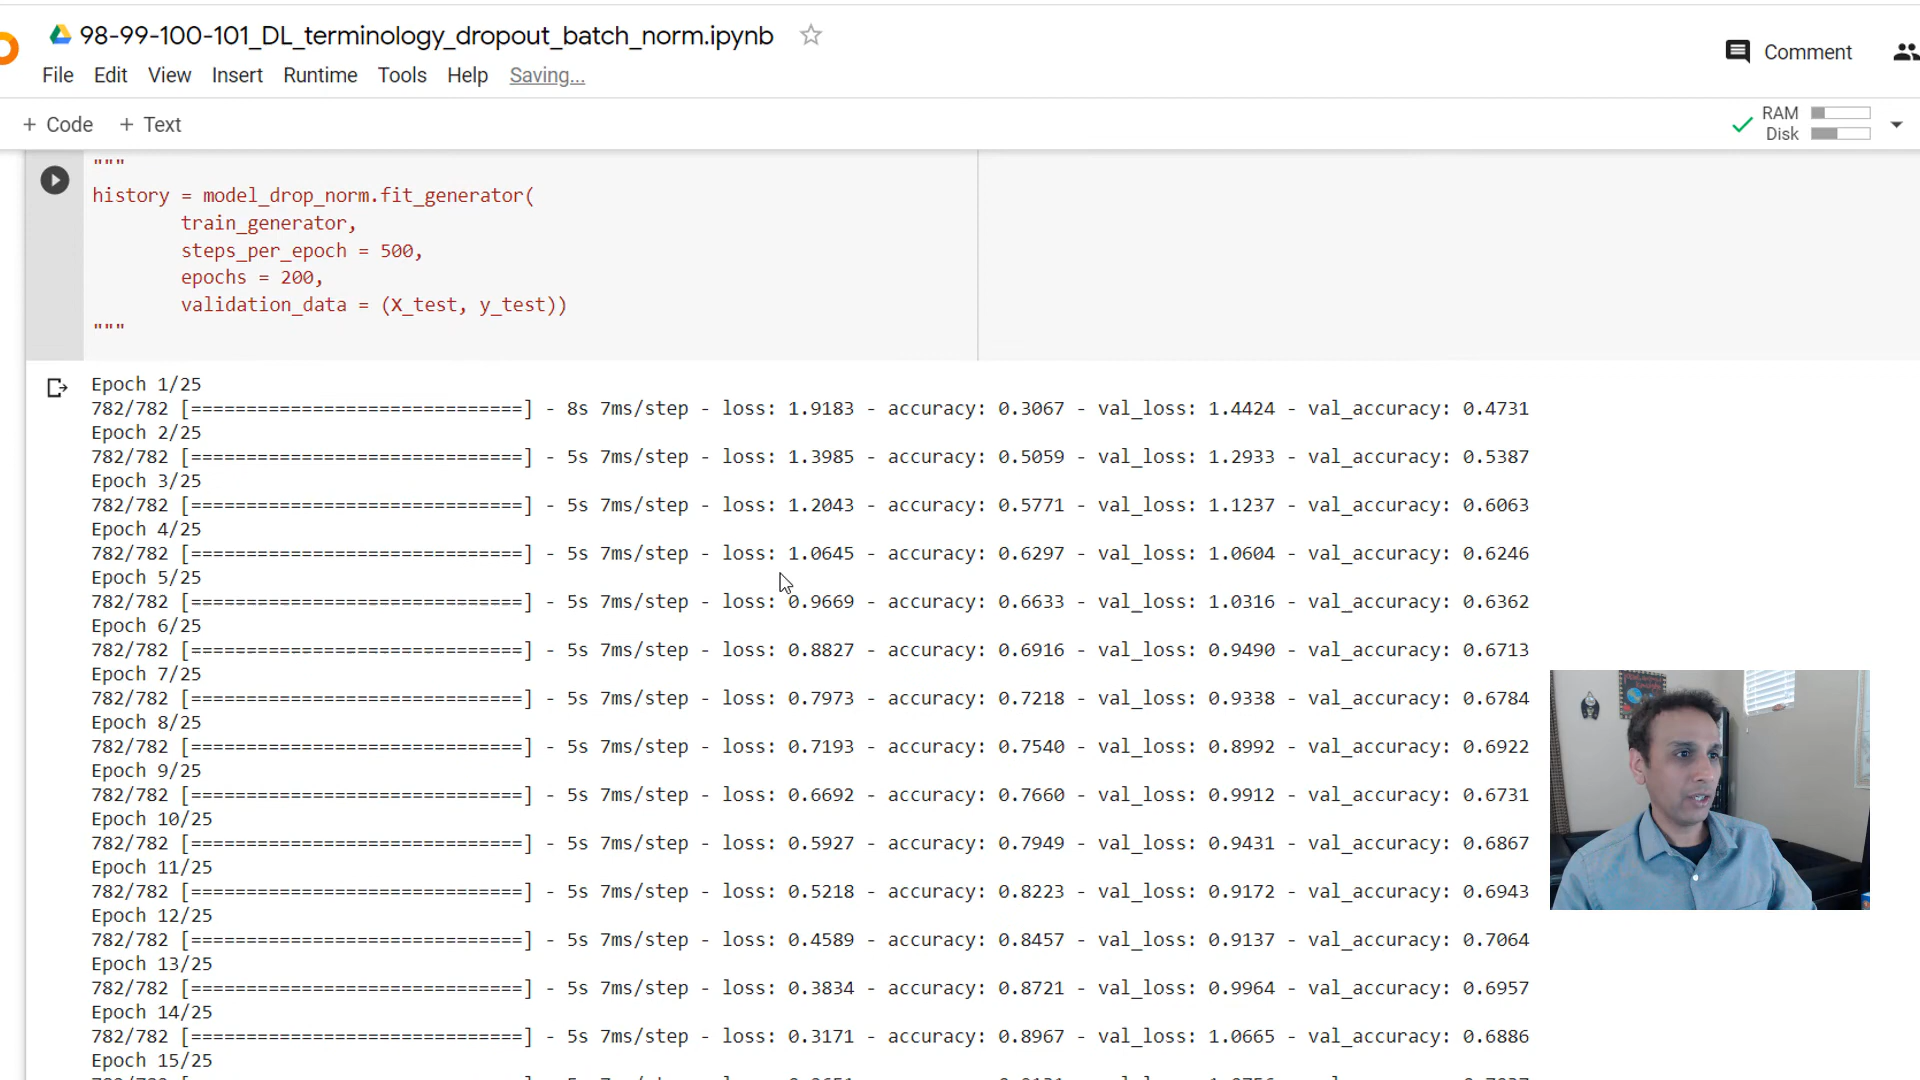 98-99-100-101_DL_terminology_dropout_batch_norm.ipynb
File Edit View Insert Runtime Tools Help Saving...
Comment
+ Code + Text
RAM
Disk
"""
history = model_drop_norm.fit_generator(
train_generator,
steps_per_epoch = 500,
epochs = 200,
validation_data = (X_test, y_test))
"""
Epoch 1/25
782/782 [==============================] - 8s 7ms/step - loss: 1.9183 - accuracy: 0.3067 - val_loss: 1.4424 - val_accuracy: 0.4731
Epoch 2/25
782/782 [==============================] - 5s 7ms/step - loss: 1.3985 - accuracy: 0.5059 - val_loss: 1.2933 - val_accuracy: 0.5387
Epoch 3/25
782/782 [==============================] - 5s 7ms/step - loss: 1.2043 - accuracy: 0.5771 - val_loss: 1.1237 - val_accuracy: 0.6063
Epoch 4/25
782/782 [==============================] - 5s 7ms/step - loss: 1.0645 - accuracy: 0.6297 - val_loss: 1.0604 - val_accuracy: 0.6246
Epoch 5/25
782/782 [==============================] - 5s 7ms/step - loss: 0.9669 - accuracy: 0.6633 - val_loss: 1.0316 - val_accuracy: 0.6362
Epoch 6/25
782/782 [==============================] - 5s 7ms/step - loss: 0.8827 - accuracy: 0.6916 - val_loss: 0.9490 - val_accuracy: 0.6713
Epoch 7/25
782/782 [==============================] - 5s 7ms/step - loss: 0.7973 - accuracy: 0.7218 - val_loss: 0.9338 - val_accuracy: 0.6784
Epoch 8/25
782/782 [==============================] - 5s 7ms/step - loss: 0.7193 - accuracy: 0.7540 - val_loss: 0.8992 - val_accuracy: 0.6922
Epoch 9/25
782/782 [==============================] - 5s 7ms/step - loss: 0.6692 - accuracy: 0.7660 - val_loss: 0.9912 - val_accuracy: 0.6731
Epoch 10/25
782/782 [==============================] - 5s 7ms/step - loss: 0.5927 - accuracy: 0.7949 - val_loss: 0.9431 - val_accuracy: 0.6867
Epoch 11/25
782/782 [==============================] - 5s 7ms/step - loss: 0.5218 - accuracy: 0.8223 - val_loss: 0.9172 - val_accuracy: 0.6943
Epoch 12/25
782/782 [==============================] - 5s 7ms/step - loss: 0.4589 - accuracy: 0.8457 - val_loss: 0.9137 - val_accuracy: 0.7064
Epoch 13/25
782/782 [==============================] - 5s 7ms/step - loss: 0.3834 - accuracy: 0.8721 - val_loss: 0.9964 - val_accuracy: 0.6957
Epoch 14/25
782/782 [==============================] - 5s 7ms/step - loss: 0.3171 - accuracy: 0.8967 - val_loss: 1.0665 - val_accuracy: 0.6886
Epoch 15/25